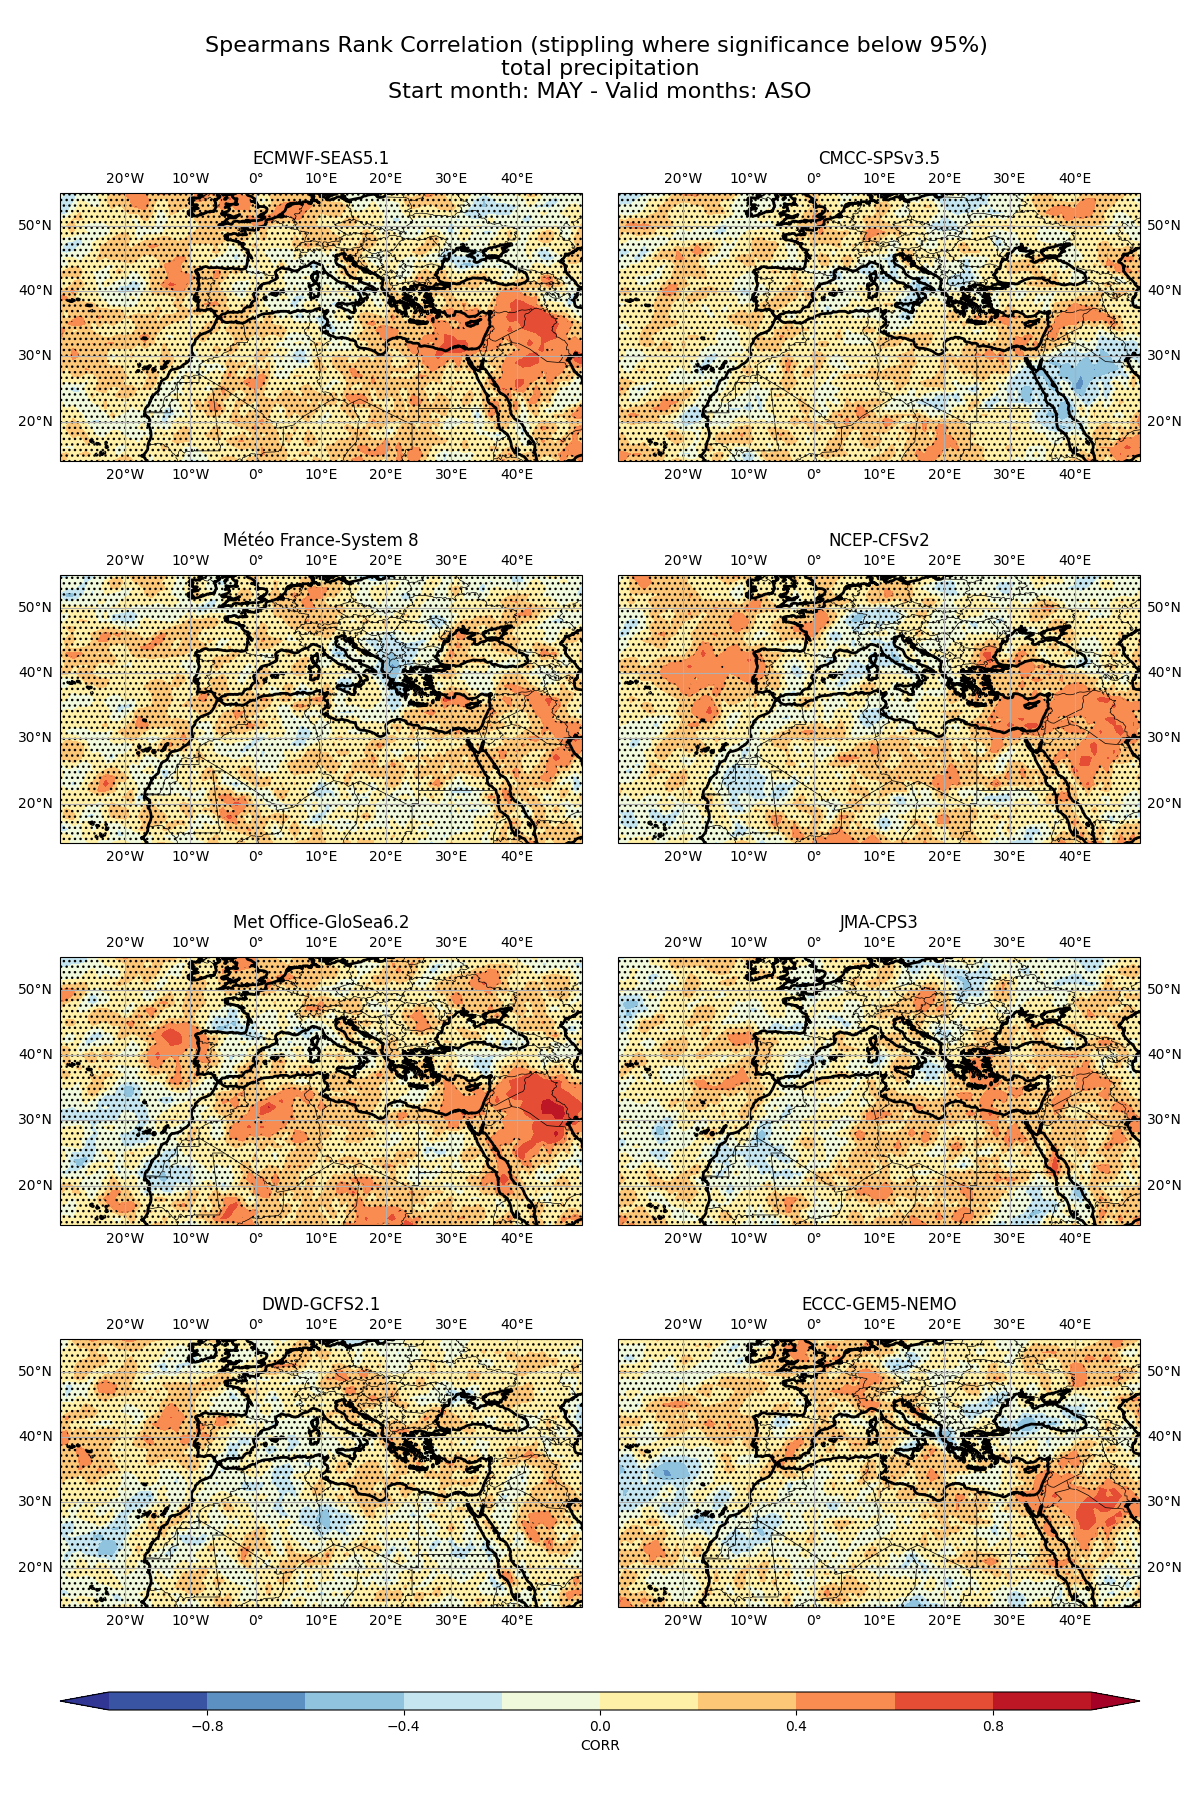 Spearmans Rank Correlation (stippling where significance below 95%)
total precipitation
Start month: MAY - Valid months: ASO
ECMWF-SEAS5.1 CMCC-SPSv3.5
20°W 10°W 0° 10°E 20°E 30°E 40°E 20°W 10°W 0° 10°E 20°E 30°E 40°E
50°N 50°N
40°N 40°N
30°N 30°N
20°N 20°N
20°W 10°W 0° 10°E 20°E 30°E 40°E 20°W 10°W 0° 10°E 20°E 30°E 40°E
Météo France-System 8 NCEP-CFSv2
20°W 10°W 0° 10°E 20°E 30°E 40°E 20°W 10°W 0° 10°E 20°E 30°E 40°E
50°N 50°N
40°N 40°N
30°N 30°N
20°N 20°N
20°W 10°W 0° 10°E 20°E 30°E 40°E 20°W 10°W 0° 10°E 20°E 30°E 40°E
Met Office-GloSea6.2 JMA-CPS3
20°W 10°W 0° 10°E 20°E 30°E 40°E 20°W 10°W 0° 10°E 20°E 30°E 40°E
50°N 50°N
40°N 40°N
30°N 30°N
20°N 20°N
20°W 10°W 0° 10°E 20°E 30°E 40°E 20°W 10°W 0° 10°E 20°E 30°E 40°E
DWD-GCFS2.1 ECCC-GEM5-NEMO
20°W 10°W 0° 10°E 20°E 30°E 40°E 20°W 10°W 0° 10°E 20°E 30°E 40°E
50°N 50°N
40°N 40°N
30°N 30°N
20°N 20°N
20°W 10°W 0° 10°E 20°E 30°E 40°E 20°W 10°W 0° 10°E 20°E 30°E 40°E
−0.8 −0.4 0.0 0.4 0.8
CORR